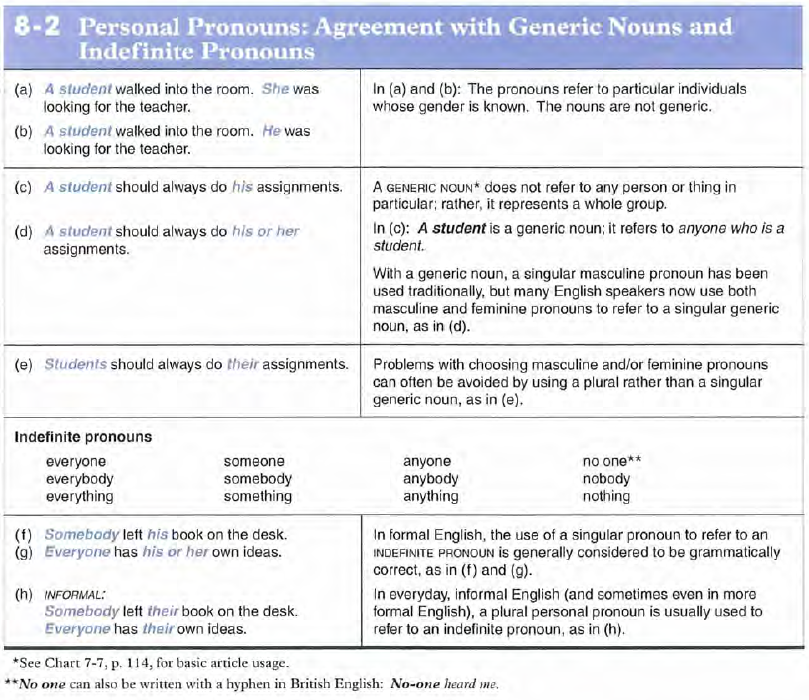 8-2 Personal Pronouns: Agreement with Generic Nouns and
Indefinite Pronouns
(a) A student walked into the room. She was
looking for the teacher.
(b) A student walked into the room. He was
looking for the teacher.
In (a) and (b): The pronouns refer to particular individuals
whose gender is known. The nouns are not generic.
(c) A student should always do his assignments.
(d) A student should always do his or her
assignments.
A GENERIC NOUN* does not refer to any person or thing in
particular; rather, it represents a whole group.
In (c): A student is a generic noun; it refers to anyone who is a
student.
With a generic noun, a singular masculine pronoun has been
used traditionally, but many English speakers now use both
masculine and feminine pronouns to refer to a singular generic
noun, as in (d).
(e) Students should always do their assignments.
Problems with choosing masculine and/or feminine pronouns
can often be avoided by using a plural rather than a singular
generic noun, as in (e).
Indefinite pronouns
everyone someone anyone no one**
everybody somebody anybody nobody
everything something anything nothing
(f) Somebody left his book on the desk.
(g) Everyone has his or her own ideas.
In formal English, the use of a singular pronoun to refer to an
INDEFINITE PRONOUN is generally considered to be grammatically
correct, as in (f) and (g).
(h) INFORMAL:
Somebody left their book on the desk.
Everyone has their own ideas.
In everyday, informal English (and sometimes even in more
formal English), a plural personal pronoun is usually used to
refer to an indefinite pronoun, as in (h).
*See Chart 7-7, p. 114, for basic article usage.
**No one can also be written with a hyphen in British English: No-one heard me.